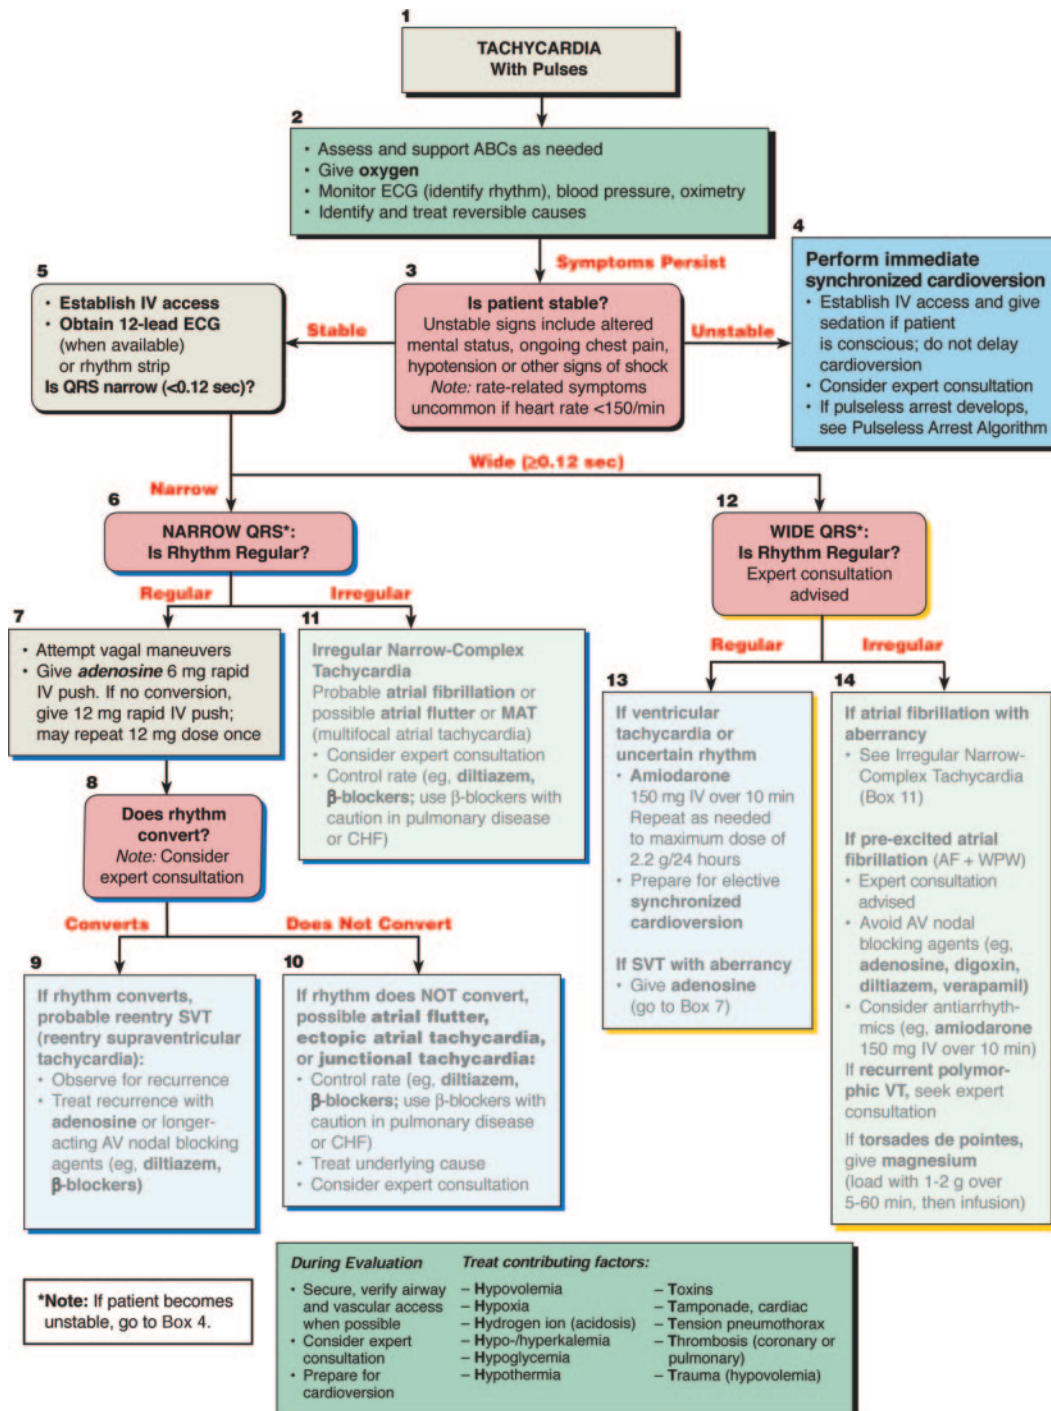 1
TACHYCARDIA
With Pulses
2
• Assess and support ABCs as needed
• Give oxygen
• Monitor ECG (identify rhythm), blood pressure, oximetry
• Identify and treat reversible causes
Symptoms Persist
3
Is patient stable?
Unstable signs include altered
mental status, ongoing chest pain,
hypotension or other signs of shock
Note: rate-related symptoms
uncommon if heart rate <150/min
Stable
Unstable
4
Perform immediate
synchronized cardioversion
• Establish IV access and give
sedation if patient
is conscious; do not delay
cardioversion
• Consider expert consultation
• If pulseless arrest develops,
see Pulseless Arrest Algorithm
5
• Establish IV access
• Obtain 12-lead ECG
(when available)
or rhythm strip
Is QRS narrow (<0.12 sec)?
Narrow
Wide (≥0.12 sec)
6
NARROW QRS*:
Is Rhythm Regular?
Regular
Irregular
7
• Attempt vagal maneuvers
• Give adenosine 6 mg rapid
IV push. If no conversion,
give 12 mg rapid IV push;
may repeat 12 mg dose once
8
Does rhythm
convert?
Note: Consider
expert consultation
Converts
Does Not Convert
9
If rhythm converts,
probable reentry SVT
(reentry supraventricular
tachycardia):
• Observe for recurrence
• Treat recurrence with
adenosine or longer-
acting AV nodal blocking
agents (eg, diltiazem,
β-blockers)
10
If rhythm does NOT convert,
possible atrial flutter,
ectopic atrial tachycardia,
or junctional tachycardia:
• Control rate (eg, diltiazem,
β-blockers; use β-blockers with
caution in pulmonary disease
or CHF)
• Treat underlying cause
• Consider expert consultation
11
Irregular Narrow-Complex
Tachycardia
Probable atrial fibrillation or
possible atrial flutter or MAT
(multifocal atrial tachycardia)
• Consider expert consultation
• Control rate (eg, diltiazem,
β-blockers; use β-blockers with
caution in pulmonary disease
or CHF)
12
WIDE QRS*:
Is Rhythm Regular?
Expert consultation
advised
Regular
Irregular
13
If ventricular
tachycardia or
uncertain rhythm
• Amiodarone
150 mg IV over 10 min
Repeat as needed
to maximum dose of
2.2 g/24 hours
• Prepare for elective
synchronized
cardioversion
If SVT with aberrancy
• Give adenosine
(go to Box 7)
14
If atrial fibrillation with
aberrancy
• See Irregular Narrow-
Complex Tachycardia
(Box 11)
If pre-excited atrial
fibrillation (AF + WPW)
• Expert consultation
advised
• Avoid AV nodal
blocking agents (eg,
adenosine, digoxin,
diltiazem, verapamil)
• Consider antiarrhyth-
mics (eg, amiodarone
150 mg IV over 10 min)
If recurrent polymor-
phic VT, seek expert
consultation
If torsades de pointes,
give magnesium
(load with 1-2 g over
5-60 min, then infusion)
*Note: If patient becomes
unstable, go to Box 4.
During Evaluation
• Secure, verify airway
and vascular access
when possible
• Consider expert
consultation
• Prepare for
cardioversion
Treat contributing factors:
– Hypovolemia
– Hypoxia
– Hydrogen ion (acidosis)
– Hypo-/hyperkalemia
– Hypoglycemia
– Hypothermia
– Toxins
– Tamponade, cardiac
– Tension pneumothorax
– Thrombosis (coronary or
pulmonary)
– Trauma (hypovolemia)